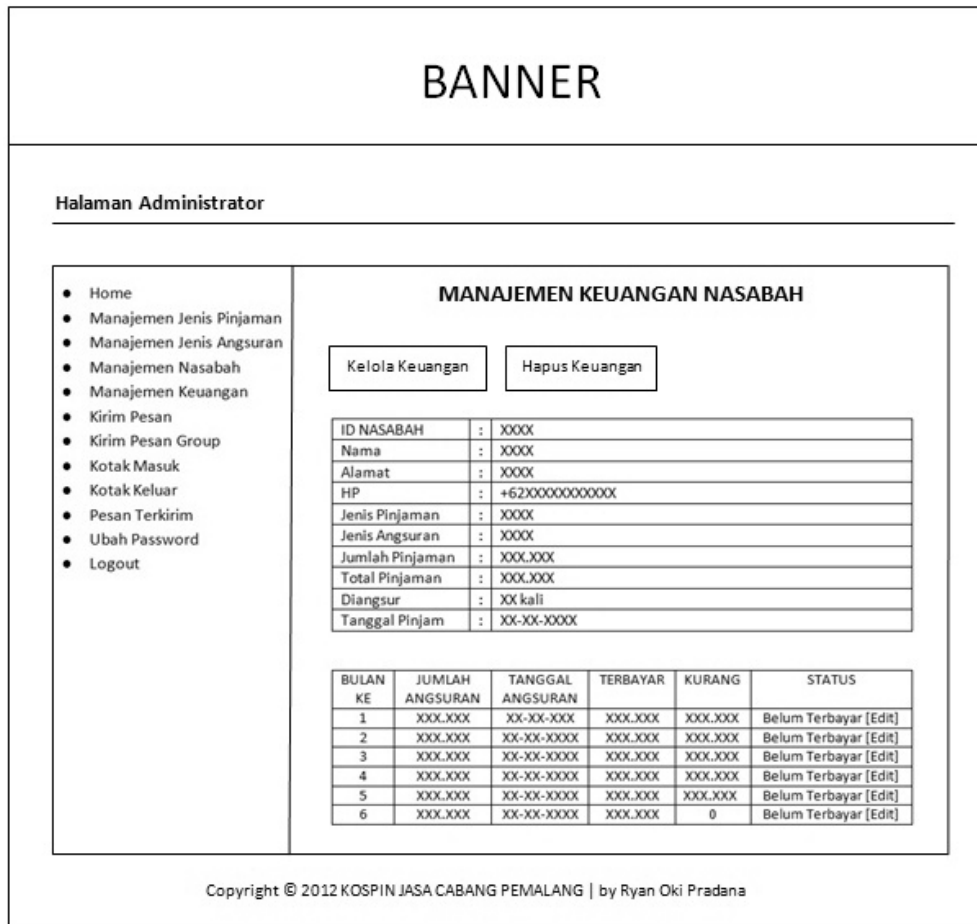 BANNER
Halaman Administrator
● Home
● Manajemen Jenis Pinjaman
● Manajemen Jenis Angsuran
● Manajemen Nasabah
● Manajemen Keuangan
● Kirim Pesan
● Kirim Pesan Group
● Kotak Masuk
● Kotak Keluar
● Pesan Terkirim
● Ubah Password
● Logout
MANAJEMEN KEUANGAN NASABAH
Kelola Keuangan Hapus Keuangan
ID NASABAH : XXXX
Nama : XXXX
Alamat : XXXX
HP : +62XXXXXXXXXXX
Jenis Pinjaman : XXXX
Jenis Angsuran : XXXX
Jumlah Pinjaman : XXX.XXX
Total Pinjaman : XXX.XXX
Diangsur : XX kali
Tanggal Pinjam : XX-XX-XXXX
BULAN JUMLAH TANGGAL TERBAYAR KURANG STATUS
KE ANGSURAN ANGSURAN
1 XXX.XXX XX-XX-XXX XXX.XXX XXX.XXX Belum Terbayar [Edit]
2 XXX.XXX XX-XX-XXXX XXX.XXX XXX.XXX Belum Terbayar [Edit]
3 XXX.XXX XX-XX-XXXX XXX.XXX XXX.XXX Belum Terbayar [Edit]
4 XXX.XXX XX-XX-XXXX XXX.XXX XXX.XXX Belum Terbayar [Edit]
5 XXX.XXX XX-XX-XXXX XXX.XXX XXX.XXX Belum Terbayar [Edit]
6 XXX.XXX XX-XX-XXXX XXX.XXX 0 Belum Terbayar [Edit]
Copyright © 2012 KOSPIN JASA CABANG PEMALANG | by Ryan Oki Pradana